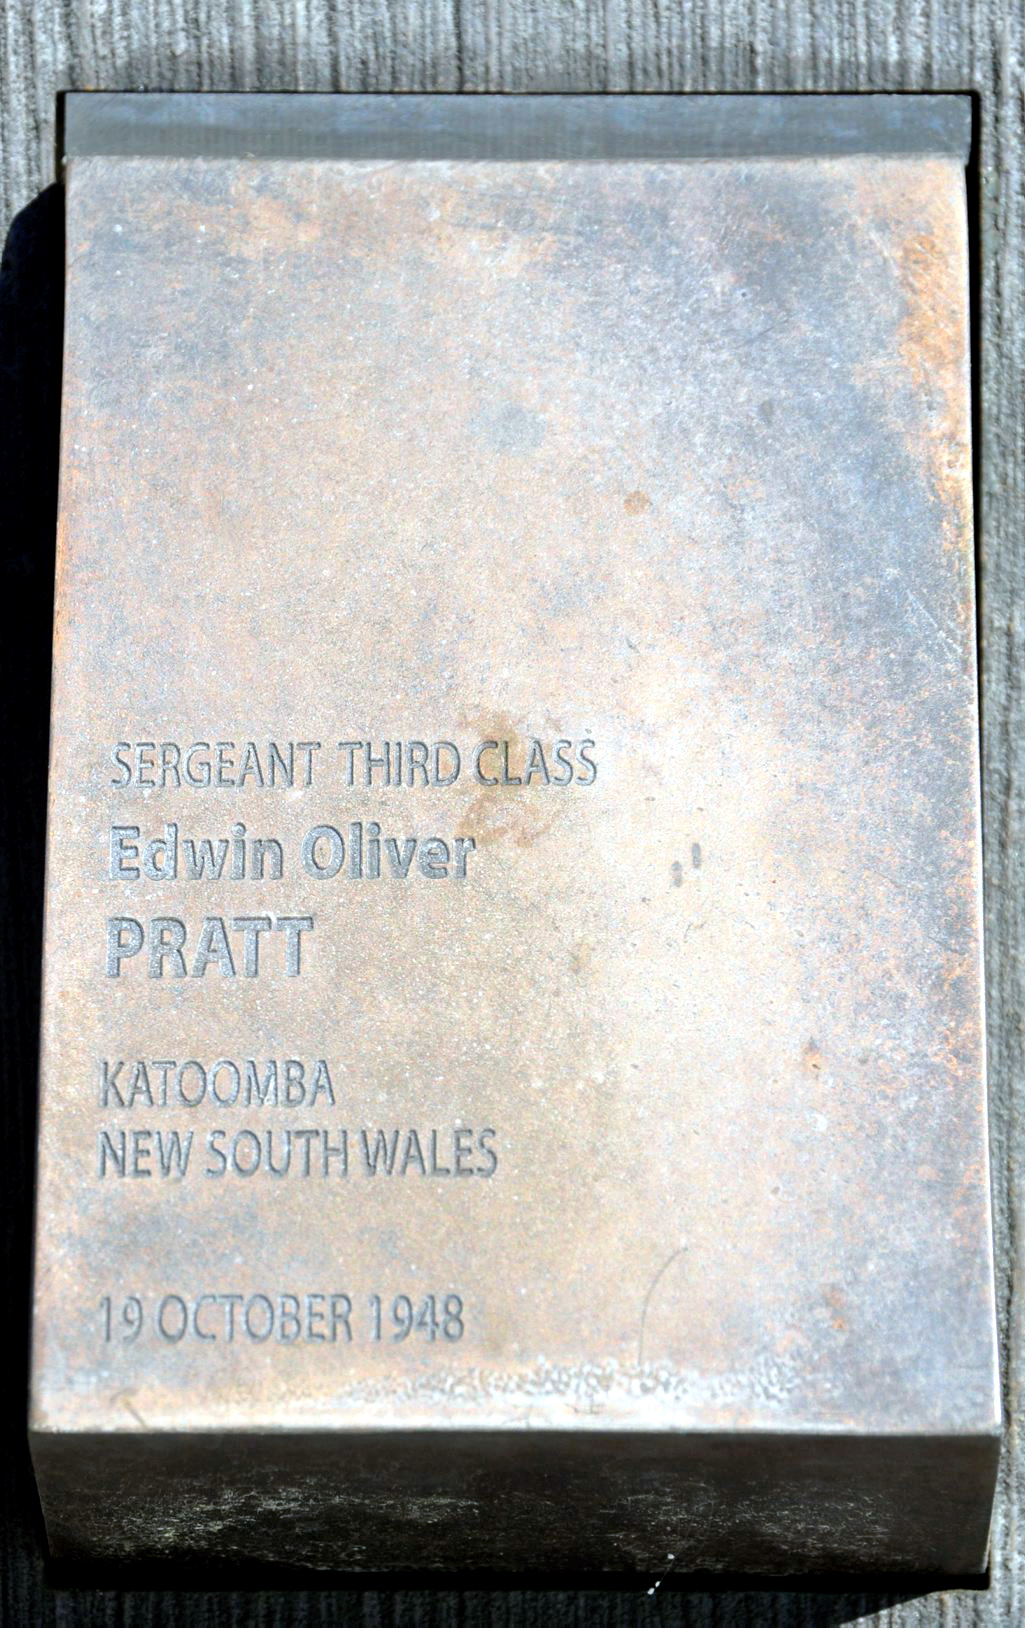 SERGEANT THIRD CLASS
Edwin Oliver
PRATT
KATOOMBA
NEW SOUTH WALES
19 OCTOBER 1948